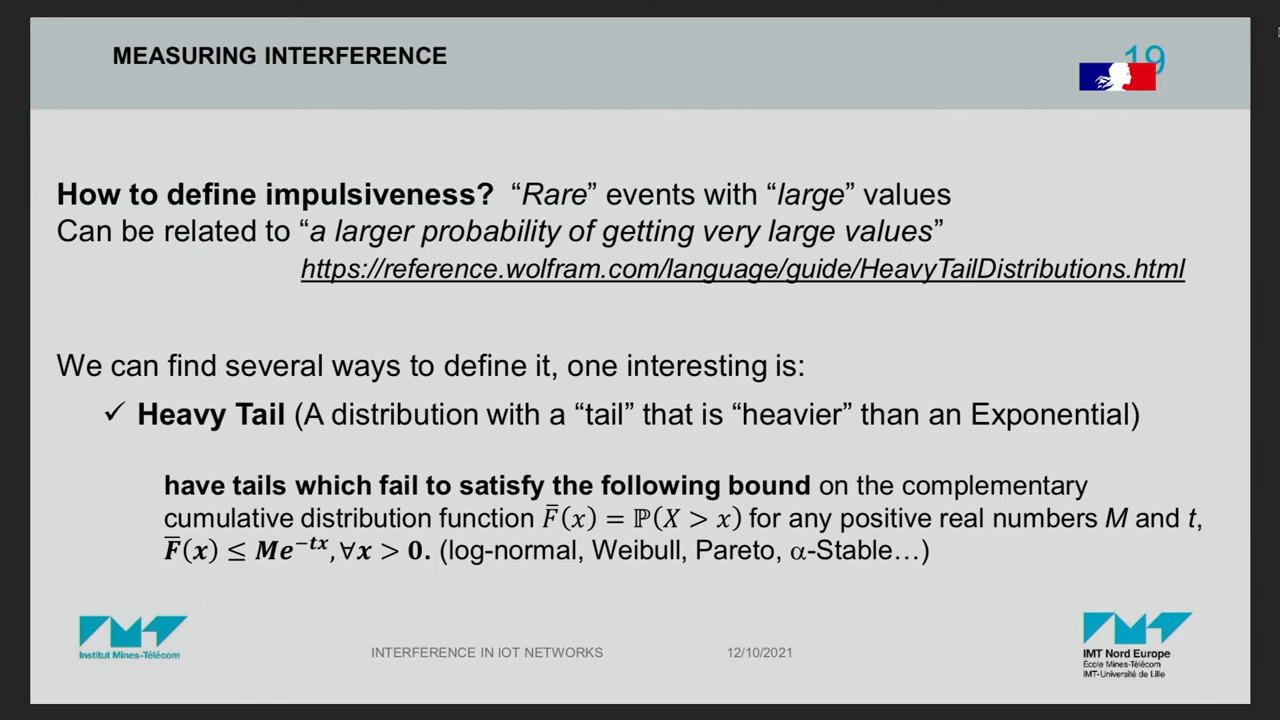 MEASURING INTERFERENCE
19
How to define impulsiveness? “Rare” events with “large” values
Can be related to “a larger probability of getting very large values”
https://reference.wolfram.com/language/guide/HeavyTailDistributions.html
We can find several ways to define it, one interesting is:
✓ Heavy Tail (A distribution with a “tail” that is “heavier” than an Exponential)
have tails which fail to satisfy the following bound on the complementary
cumulative distribution function F̅(x) = ℙ(X > x) for any positive real numbers M and t,
F̅(x) ≤ Me^{-tx}, ∀x > 0. (log-normal, Weibull, Pareto, α-Stable…)
IMT
Institut Mines-Télécom
INTERFERENCE IN IOT NETWORKS
12/10/2021
IMT
IMT Nord Europe
École Mines-Télécom
IMT-Université de Lille